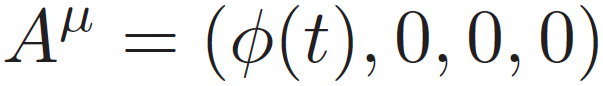 A^μ = (ϕ(t), 0, 0, 0)